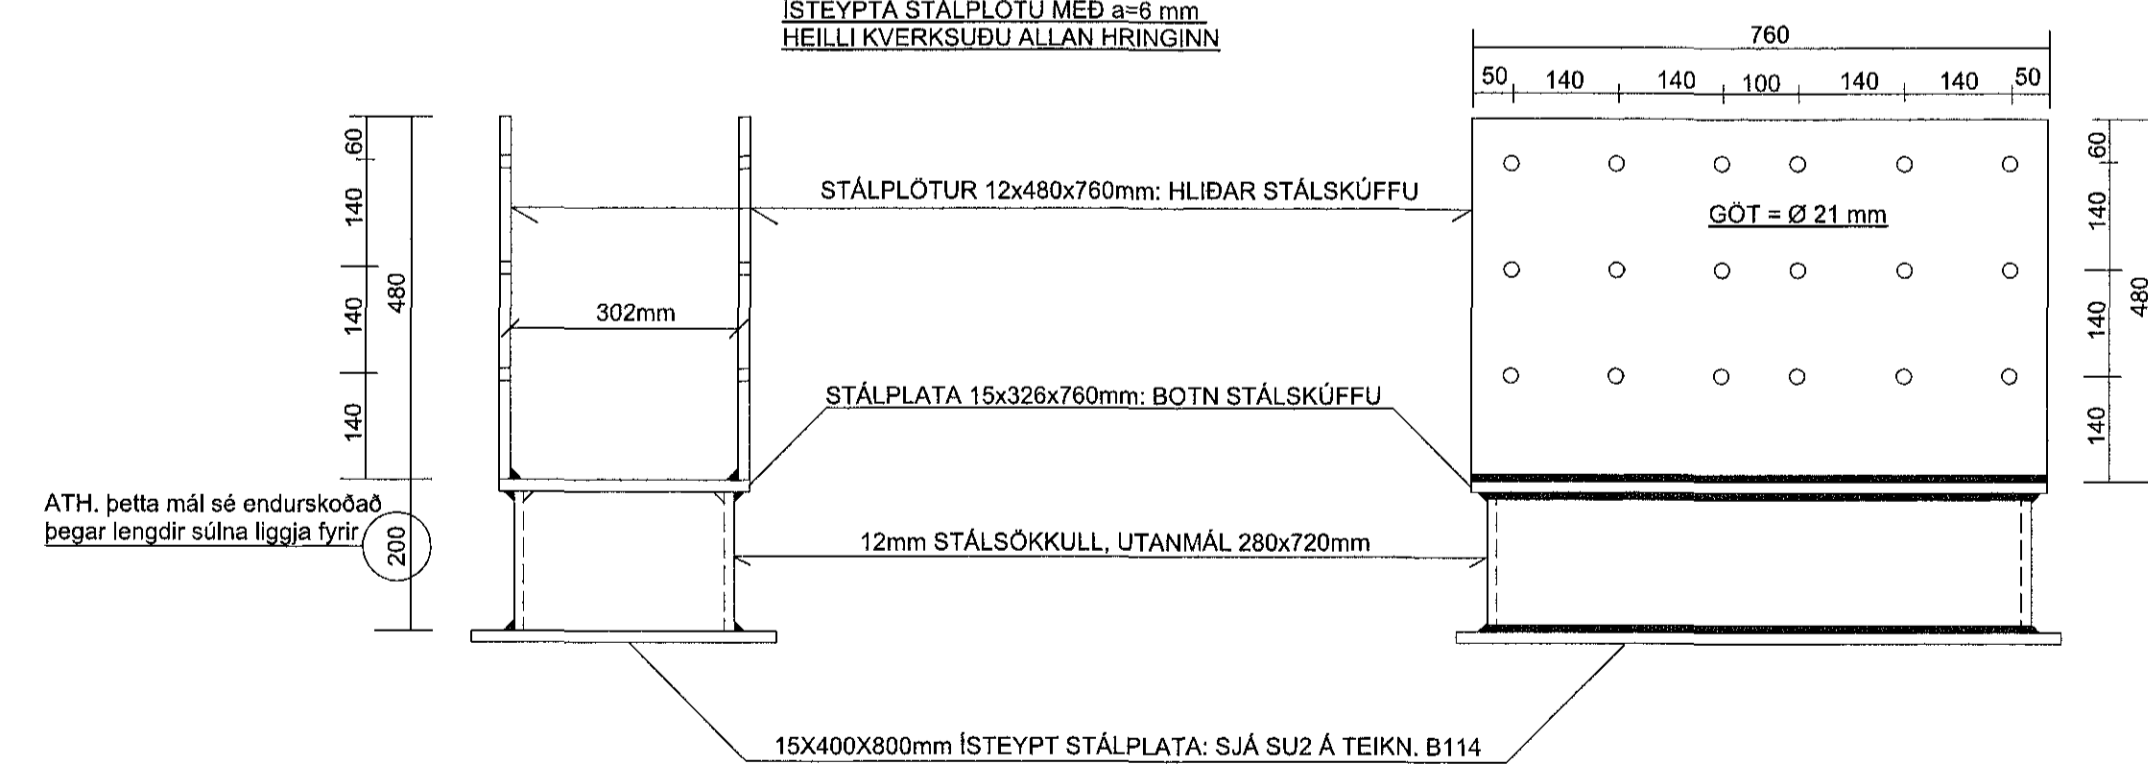 ÍSTEYPTA STÁLPLÖTU MEÐ a=6 mm
HEILLI KVERKSUÐU ALLAN HRINGINN
760
50 140 140 100 140 140 50
60
140
140
140
480
STÁLPLÖTUR 12x480x760mm: HLIÐAR STÁLSKÚFFU
GÖT = Ø 21 mm
60
140
140
140
480
302mm
STÁLPLATA 15x326x760mm: BOTN STÁLSKÚFFU
ATH. þetta mál sé endurskoðað
þegar lengdir súlna liggja fyrir
200
12mm STÁLSÖKKULL, UTANMÁL 280x720mm
15X400X800mm ÍSTEYPT STÁLPLATA: SJÁ SU2 Á TEIKN. B114